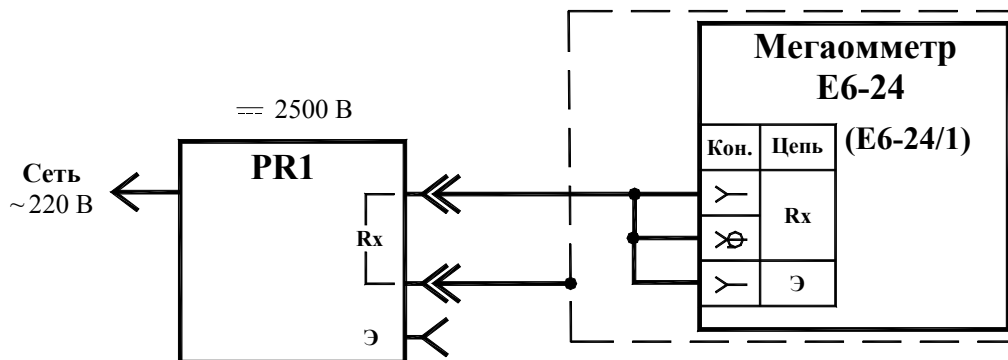 Мегаомметр
Е6-24
(Е6-24/1)
Кон. Цепь
Rx
Э
⎓ 2500 В
PR1
Сеть
~ 220 В
Rx
Э